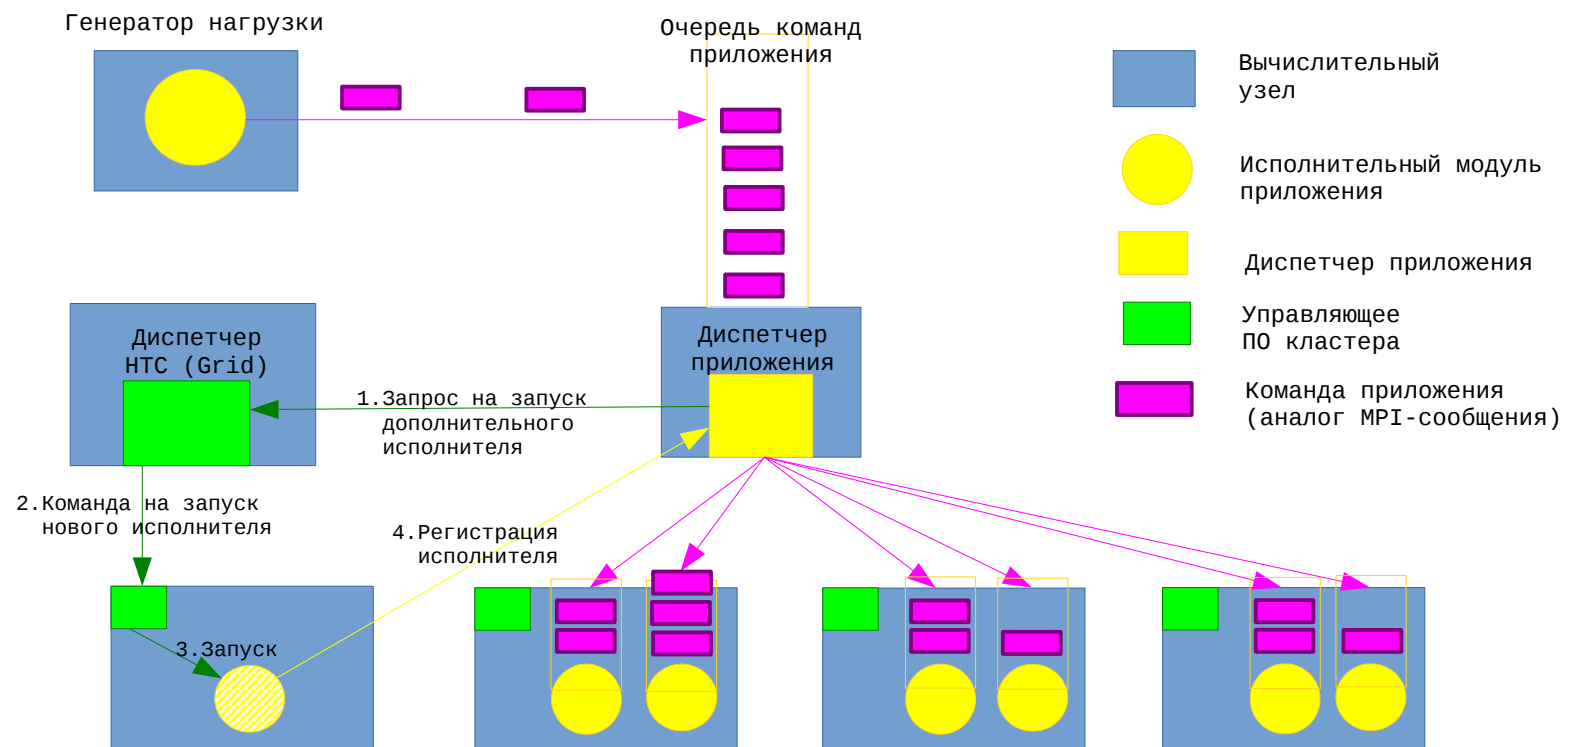 Генератор нагрузки
Очередь команд
приложения
Вычислительный
узел
Исполнительный модуль
приложения
Диспетчер приложения
Управляющее
ПО кластера
Команда приложения
(аналог MPI-сообщения)
Диспетчер
HTC (Grid)
Диспетчер
приложения
1.Запрос на запуск
дополнительного
исполнителя
2.Команда на запуск
нового исполнителя
4.Регистрация
исполнителя
3.Запуск